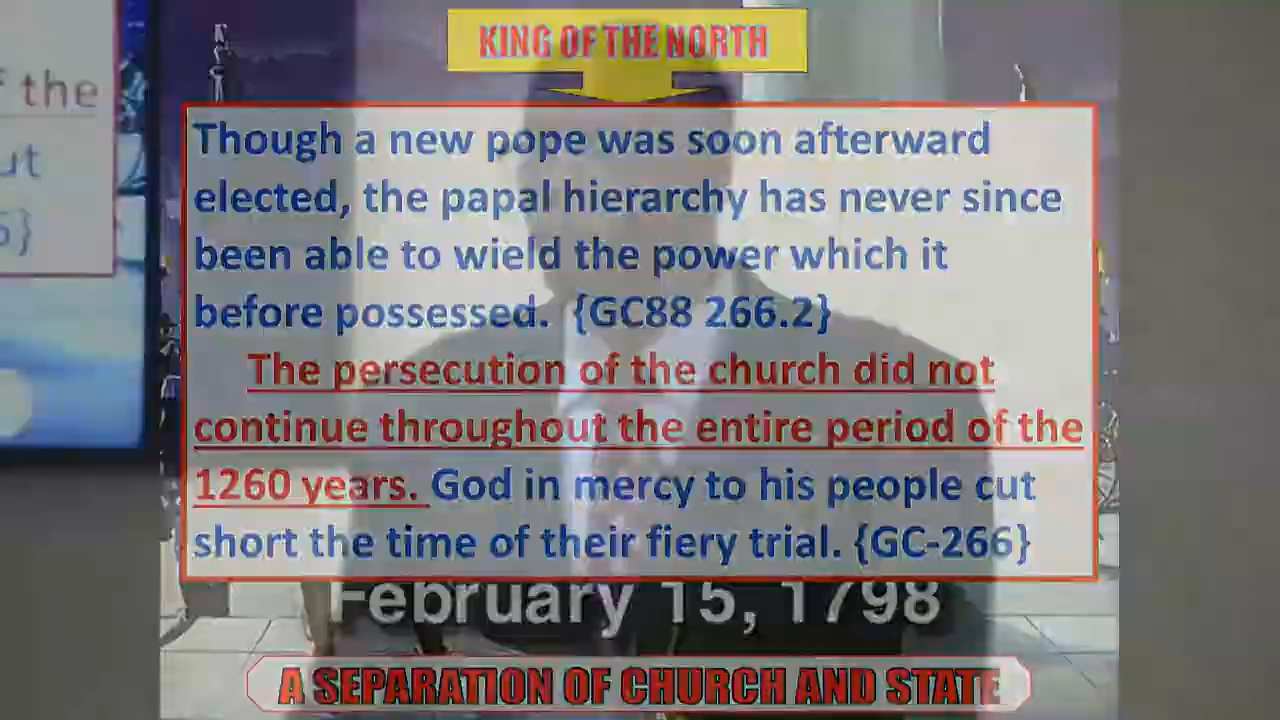 KING OF THE NORTH
f the
ut
6}
Though a new pope was soon afterward
elected, the papal hierarchy has never since
been able to wield the power which it
before possessed. {GC88 266.2}
The persecution of the church did not
continue throughout the entire period of the
1260 years. God in mercy to his people cut
short the time of their fiery trial. {GC-266}
February 15, 1798
A SEPARATION OF CHURCH AND STATE